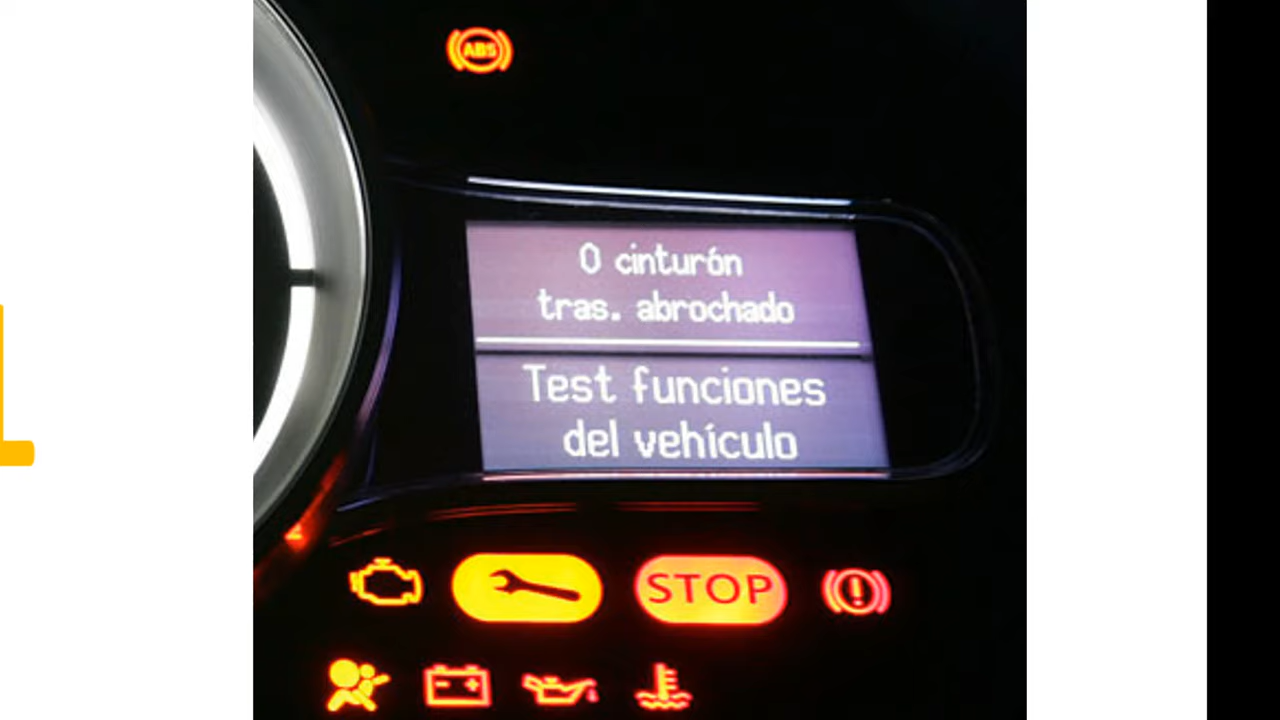 ABS
0 cinturón
tras. abrochado
Test funciones
del vehículo
STOP